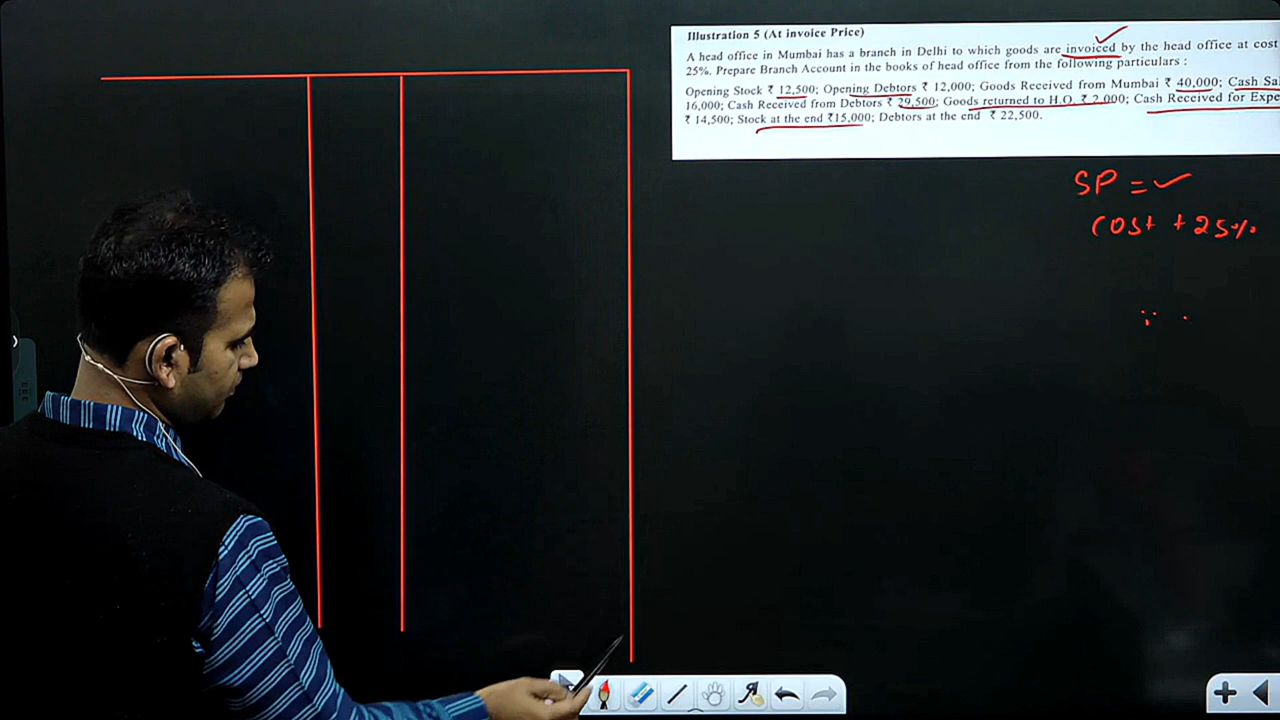 Illustration 5 (At invoice Price)
A head office in Mumbai has a branch in Delhi to which goods are invoiced by the head office at cost
25%. Prepare Branch Account in the books of head office from the following particulars :
Opening Stock ₹ 12,500; Opening Debtors ₹ 12,000; Goods Received from Mumbai ₹ 40,000; Cash
16,000; Cash Received from Debtors ₹ 29,500; Goods returned to H.O. ₹ 2,000; Cash Received for
₹ 14,500; Stock at the end ₹15,000; Debtors at the end ₹ 22,500.
SP =
Cost + 25%